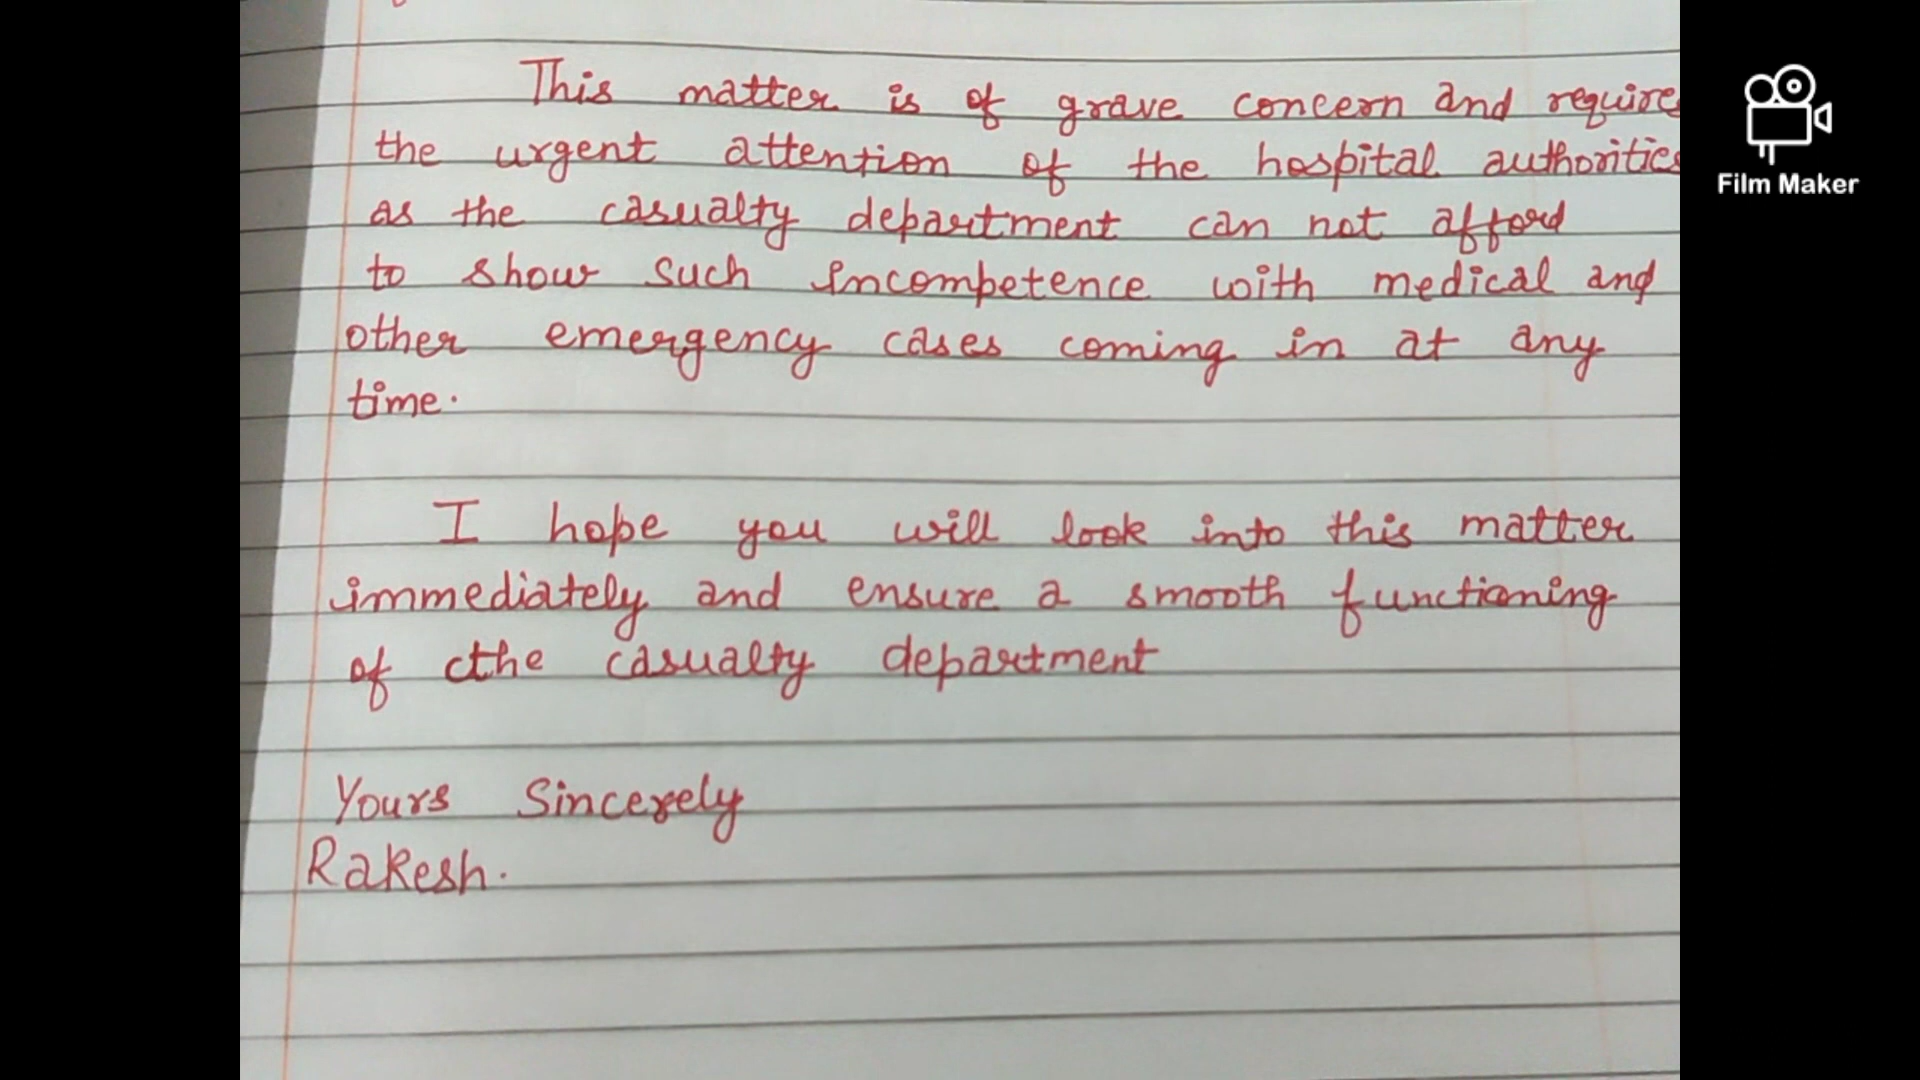 This matter is of grave concern and requires
the urgent attention of the hospital authorities
as the casualty department can not afford
to show such incompetence with medical and
other emergency cases coming in at any
time.
I hope you will look into this matter
immediately and ensure a smooth functioning
of cthe casualty department
Yours Sincerely
Rakesh.
Film Maker